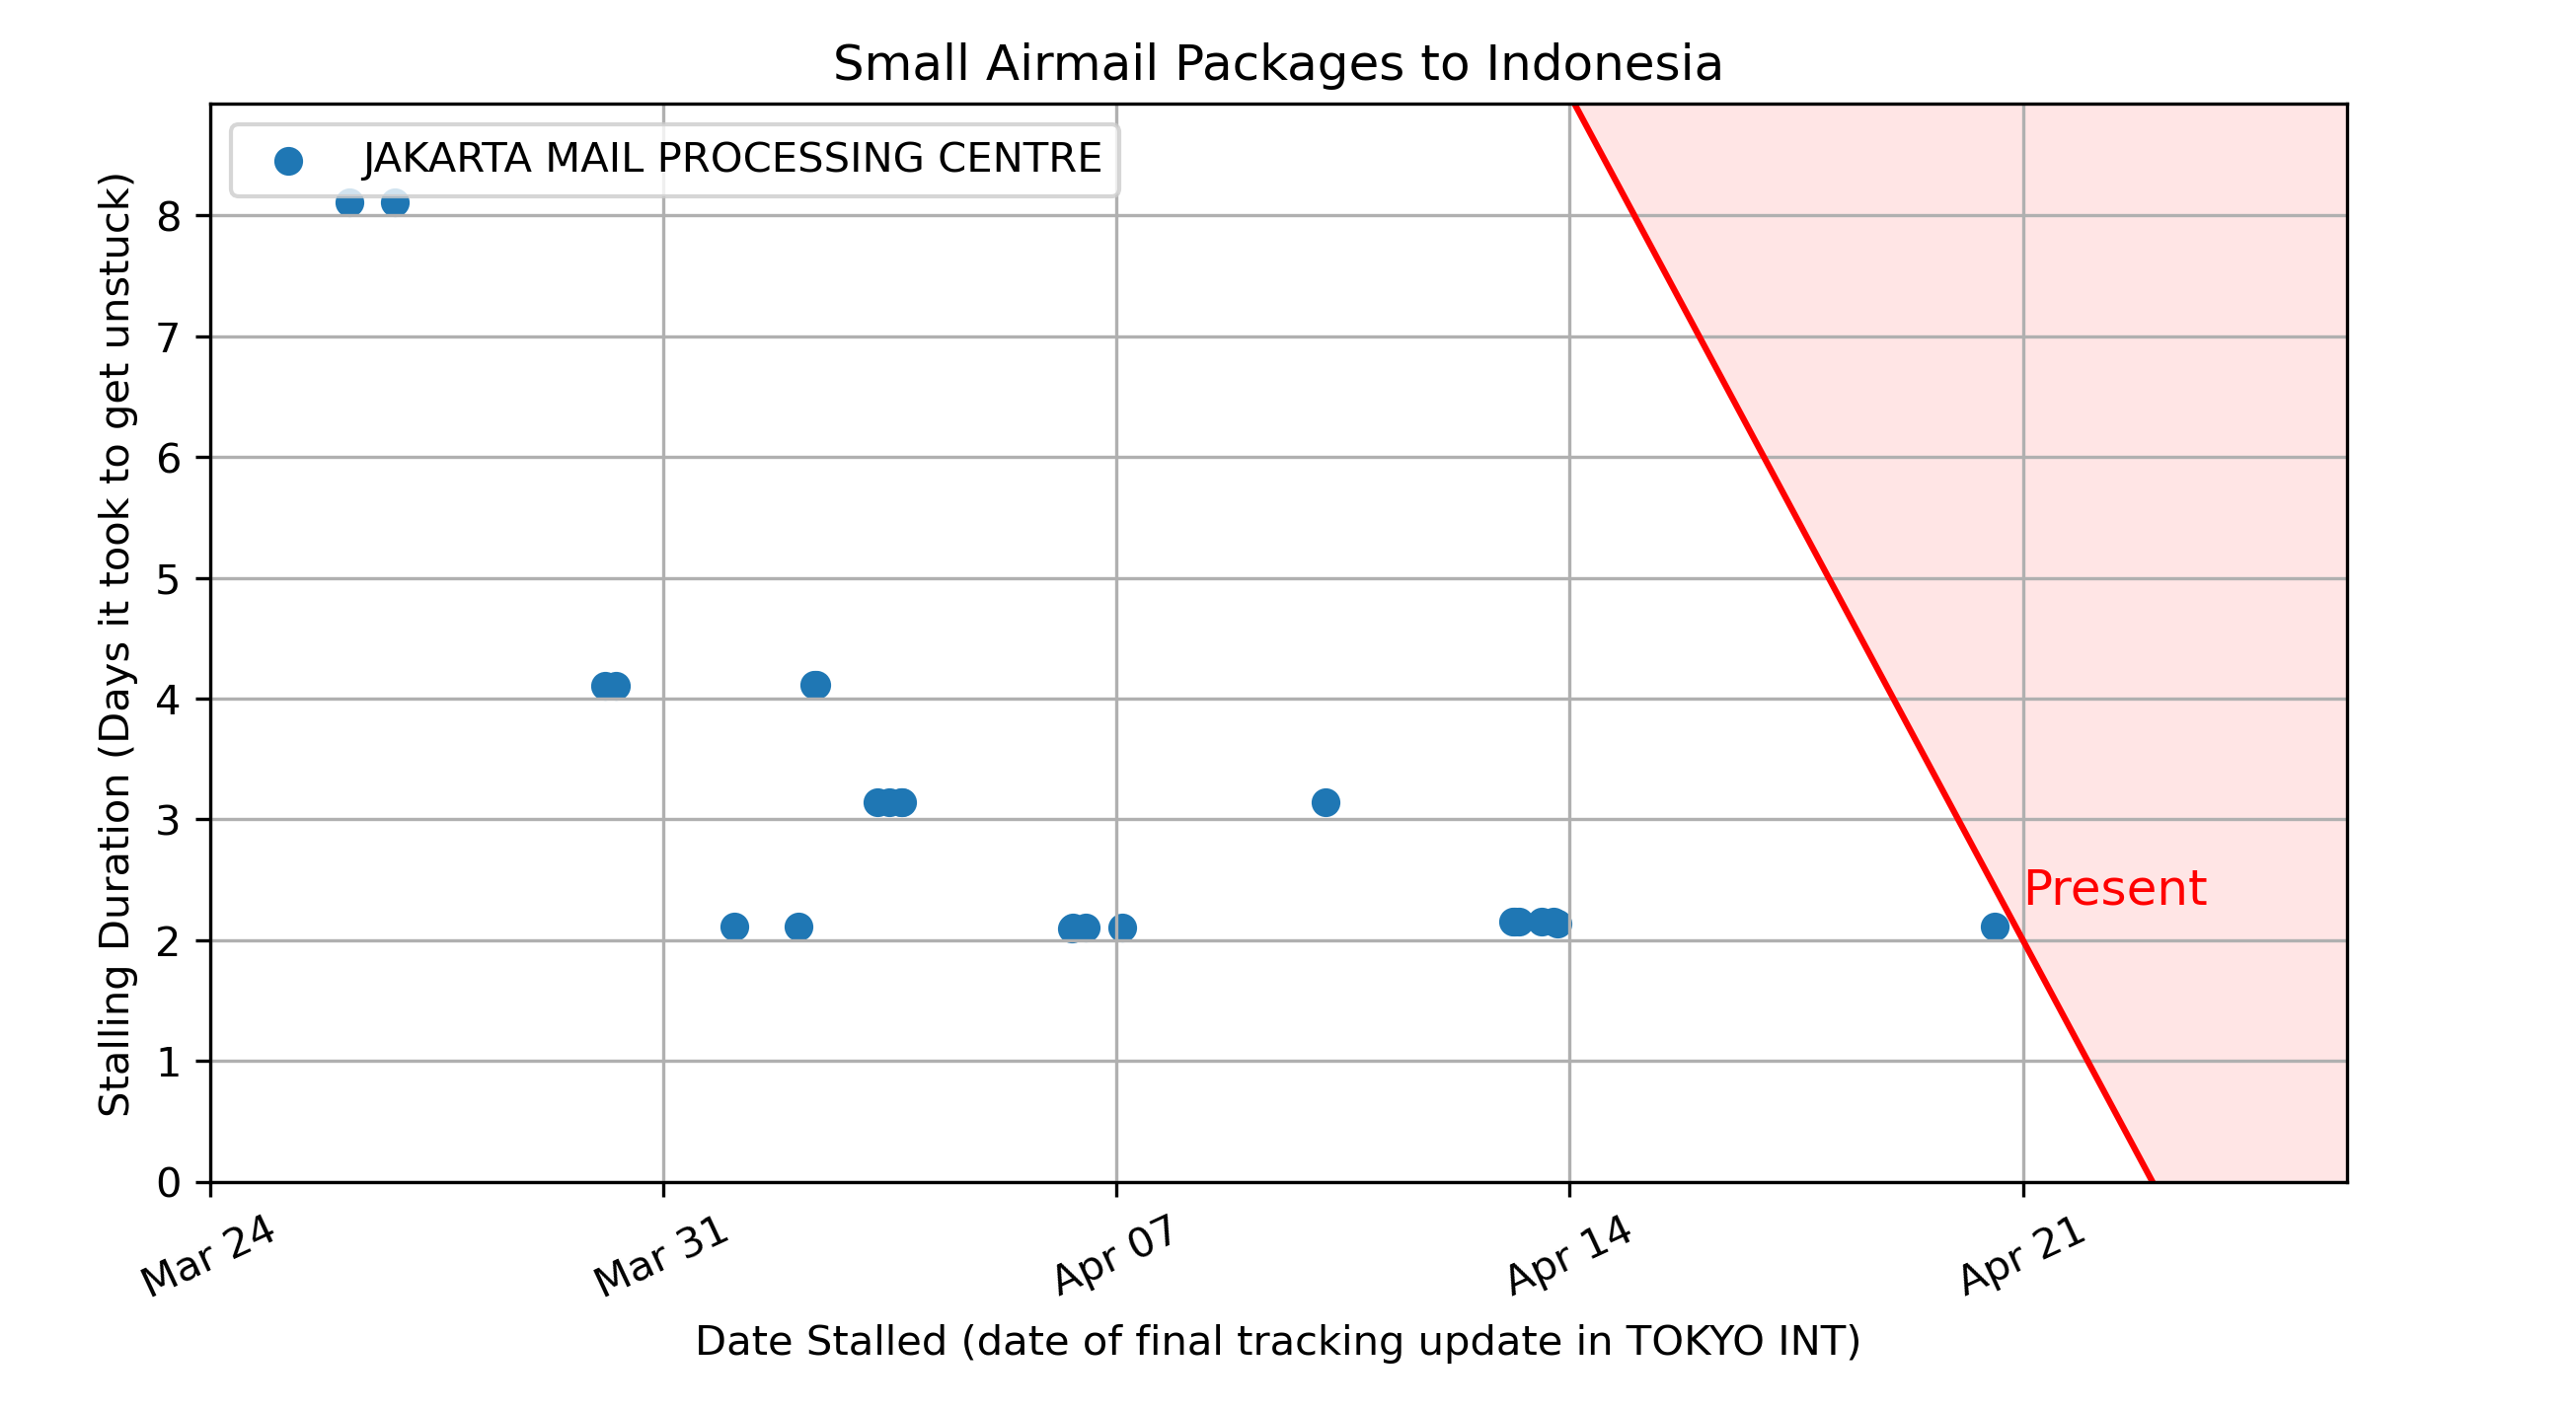 Small Airmail Packages to Indonesia
JAKARTA MAIL PROCESSING CENTRE
Stalling Duration (Days it took to get unstuck)
8
7
6
5
4
3
2
1
0
Present
Mar 24
Mar 31
Apr 07
Apr 14
Apr 21
Date Stalled (date of final tracking update in TOKYO INT)